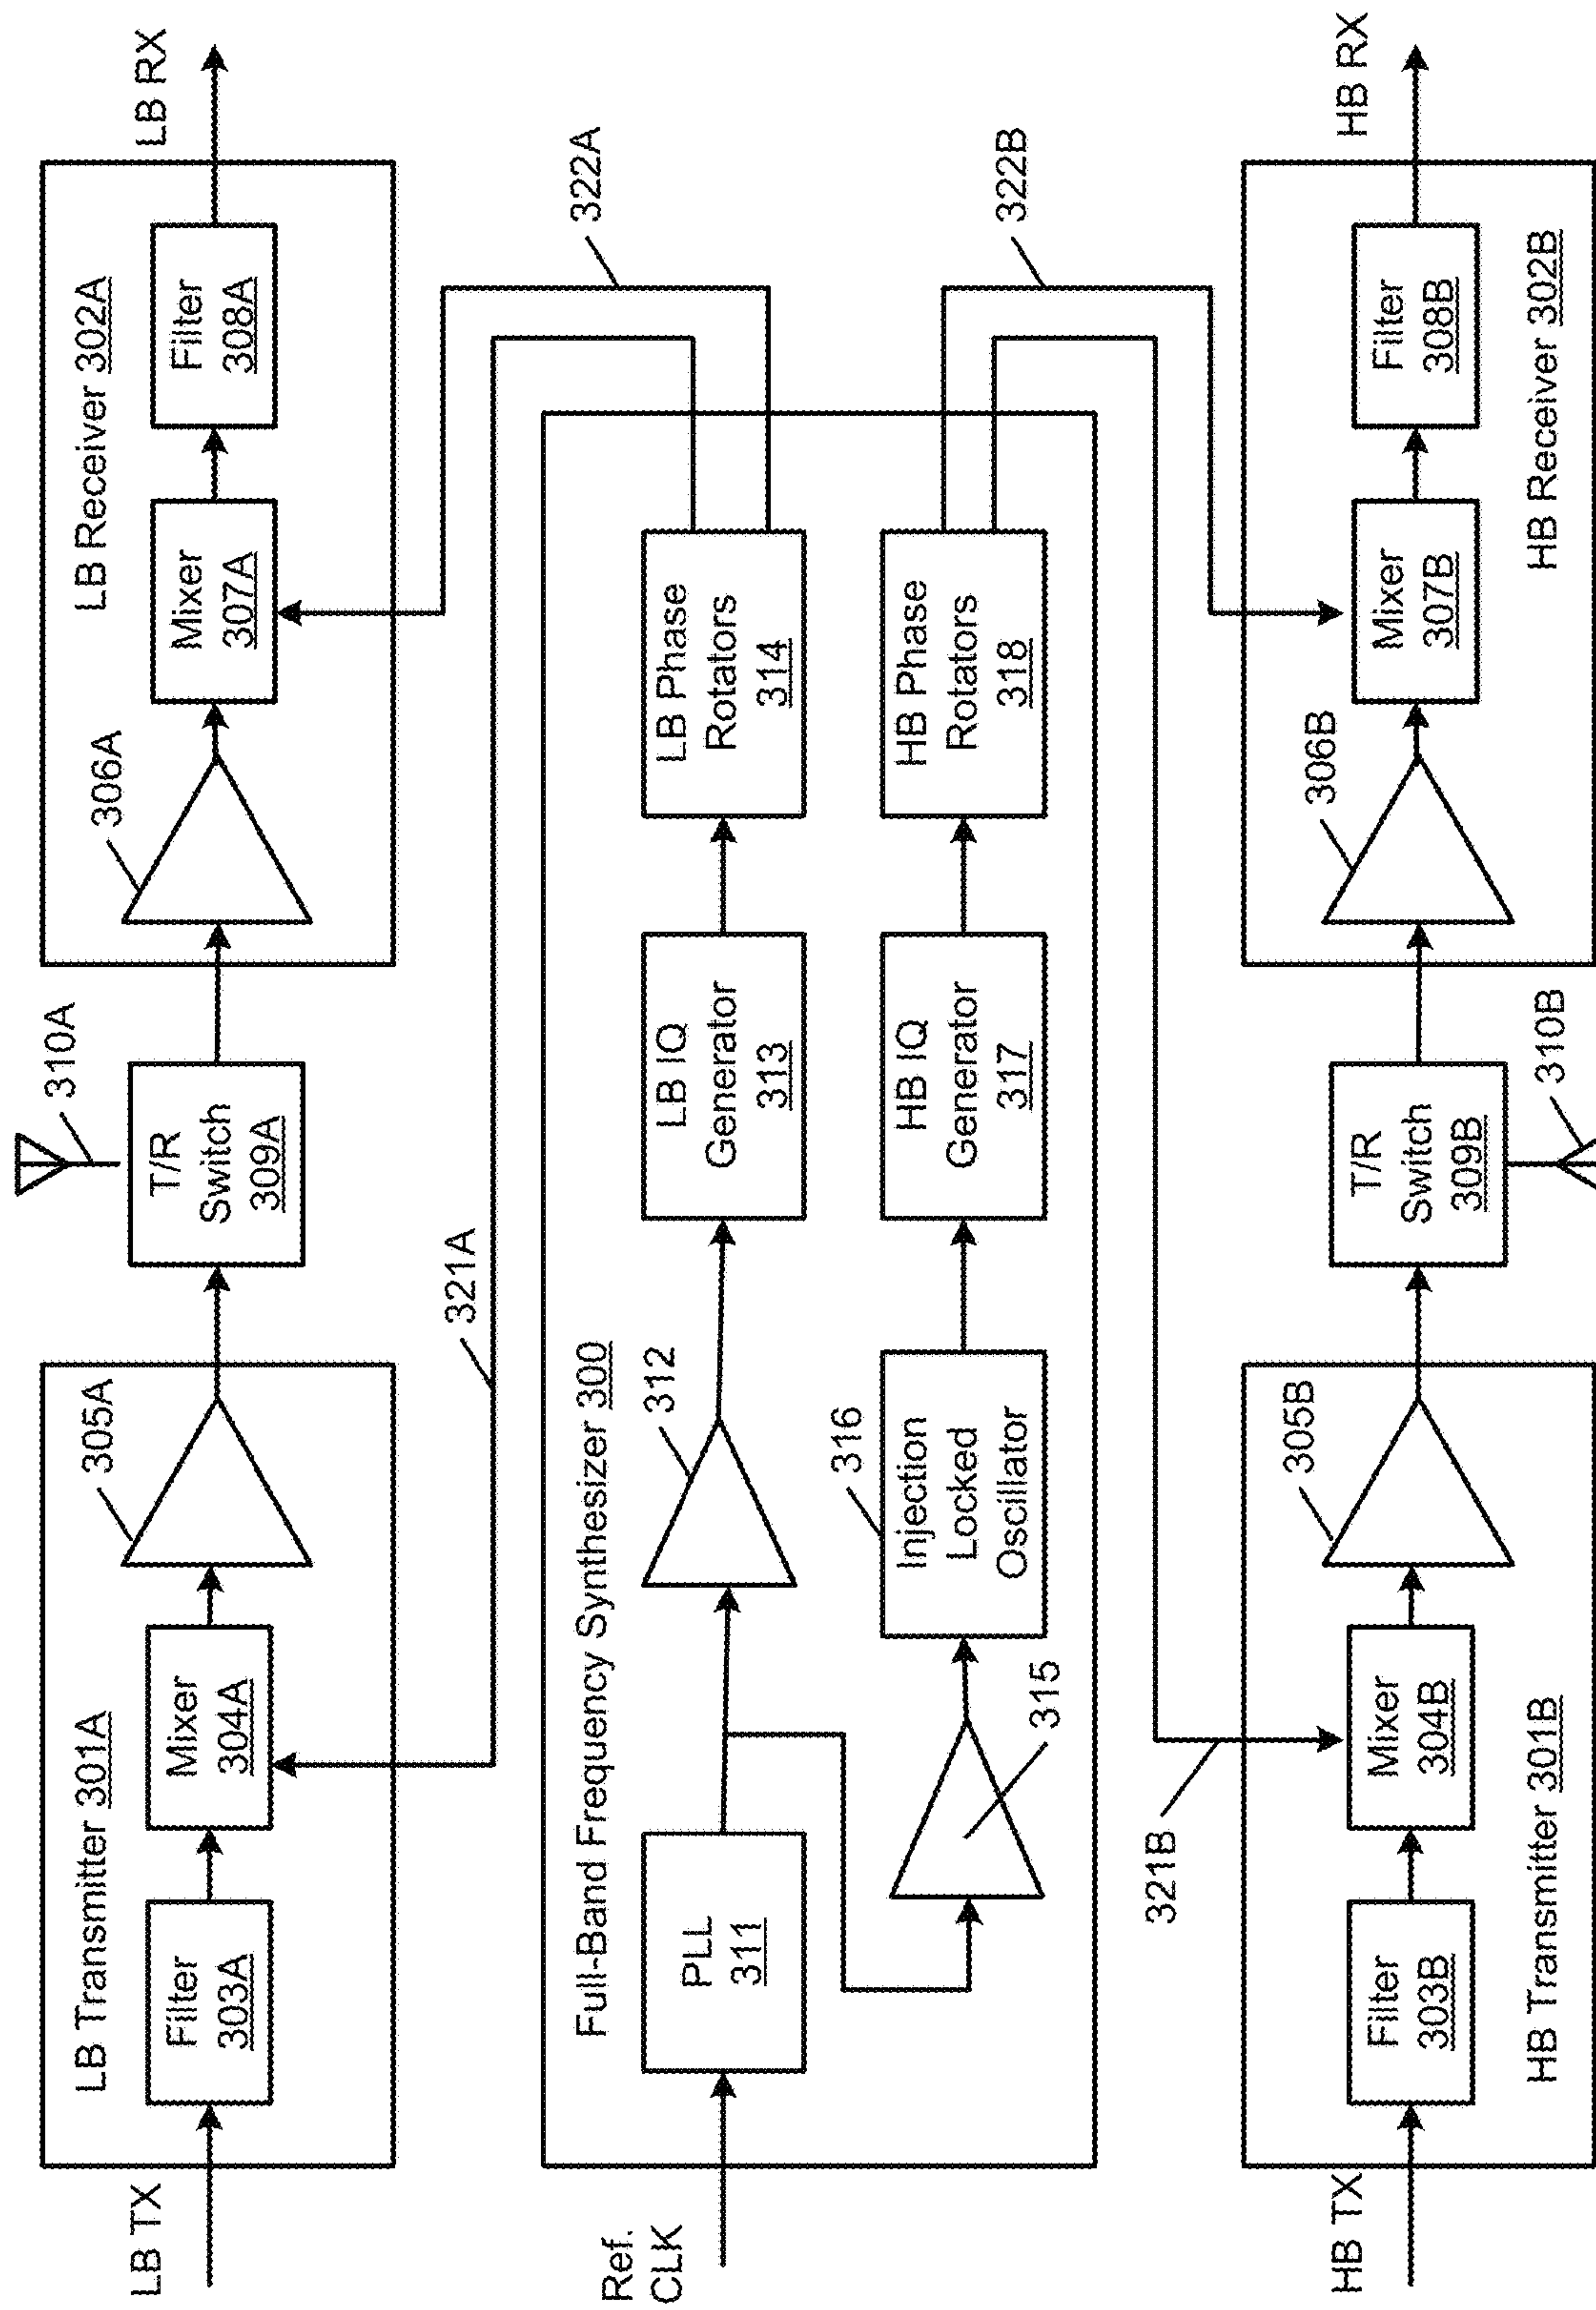 LB Transmitter 301A
LB TX
Filter
303A
Mixer
304A
305A
310A
T/R
Switch
309A
LB Receiver 302A
306A
Mixer
307A
Filter
308A
LB RX
321A
322A
Full-Band Frequency Synthesizer 300
Ref.
CLK
PLL
311
312
LB IQ
Generator
313
LB Phase
Rotators
314
315
316
Injection
Locked
Oscillator
HB IQ
Generator
317
HB Phase
Rotators
318
321B
322B
HB TX
Filter
303B
Mixer
304B
305B
HB Transmitter 301B
T/R
Switch
309B
310B
306B
Mixer
307B
Filter
308B
HB Receiver 302B
HB RX